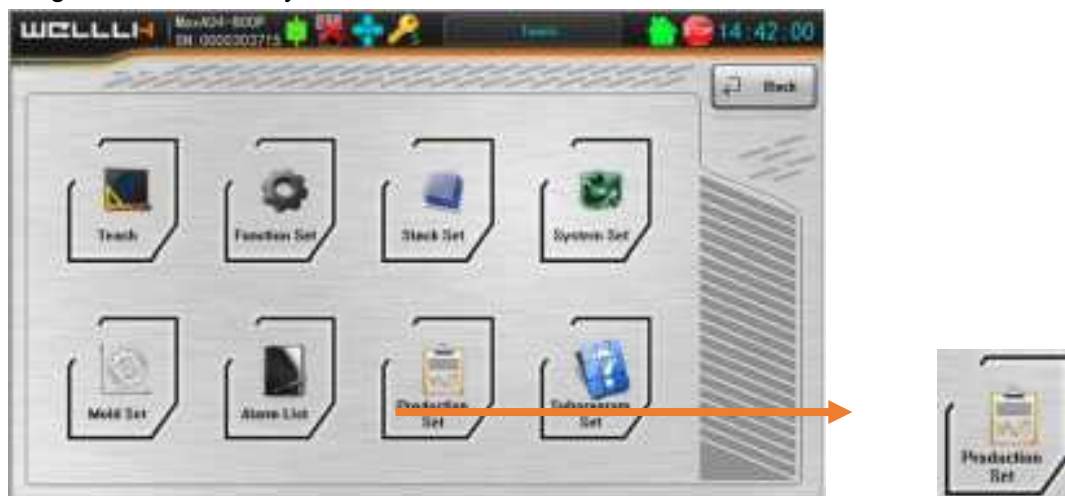 WELLLI
14:42:00
Back
Teach
Function Set
Stack Set
System Set
Mold Set
Alarm List
Production
Set
Subprogram
Set
Production
Set